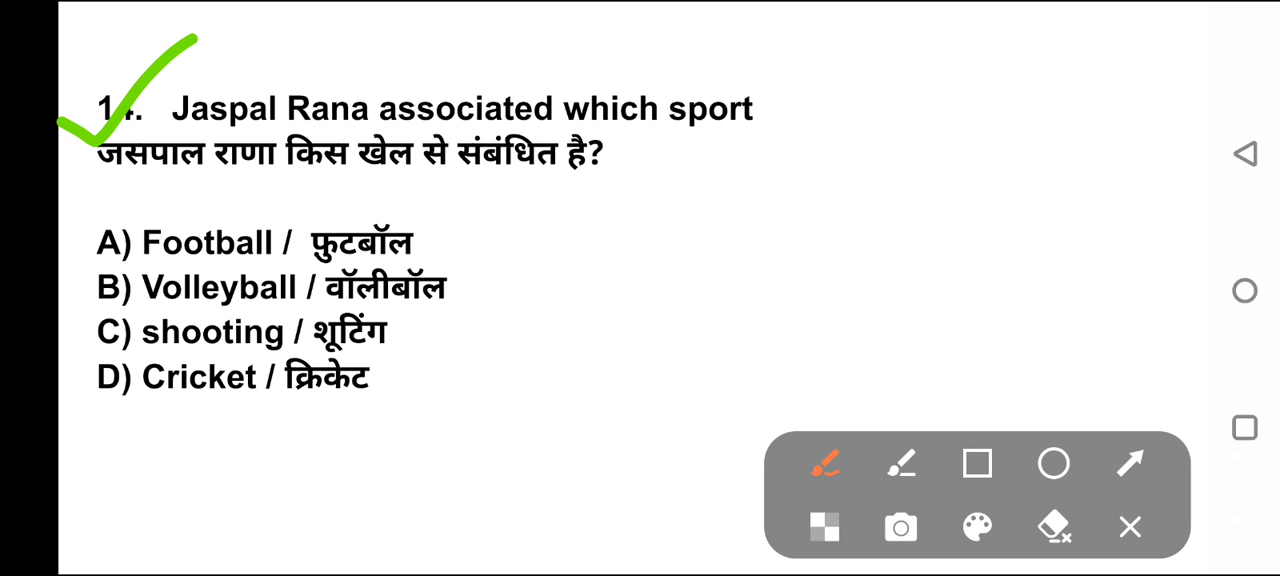 14. Jaspal Rana associated which sport
जसपाल राणा किस खेल से संबंधित है?
A) Football / फ़ुटबॉल
B) Volleyball / वॉलीबॉल
C) shooting / शूटिंग
D) Cricket / क्रिकेट